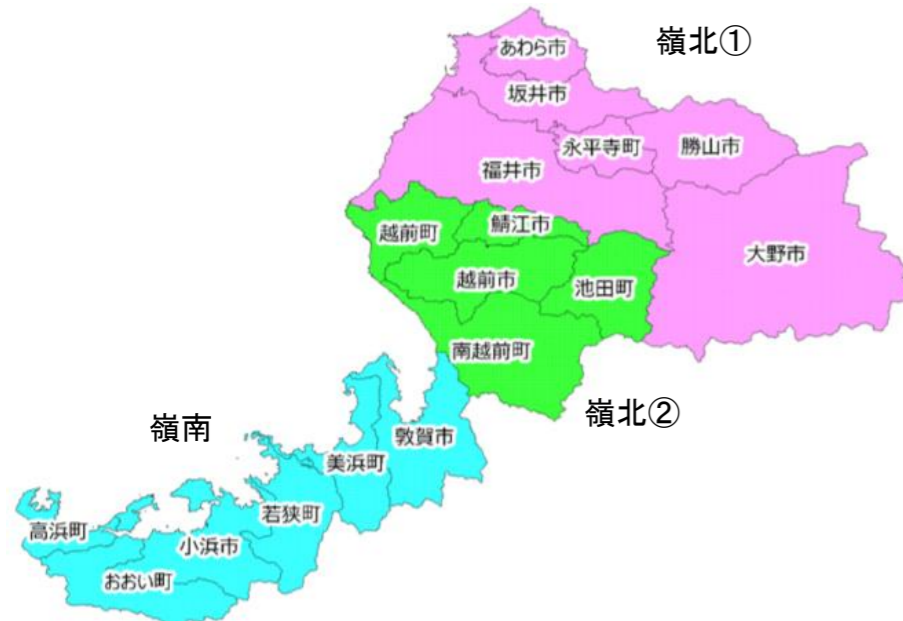 嶺北①
あわら市
坂井市
永平寺町
勝山市
福井市
大野市
越前町
鯖江市
越前市
池田町
南越前町
嶺北②
嶺南
敦賀市
美浜町
若狭町
高浜町
小浜市
おおい町